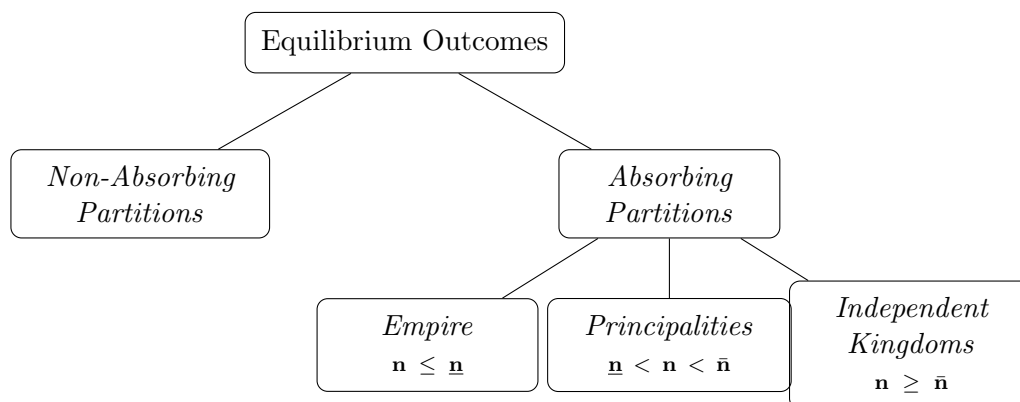 Equilibrium Outcomes
Non-Absorbing
Partitions
Absorbing
Partitions
Empire
n ≤ n̲
Principalities
n̲ < n < n̄
Independent
Kingdoms
n ≥ n̄